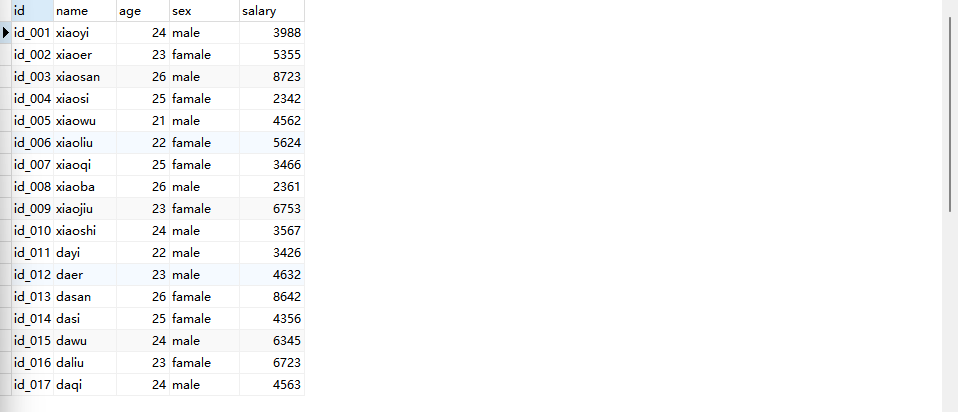 id name age sex salary
id_001 xiaoyi 24 male 3988
id_002 xiaoer 23 famale 5355
id_003 xiaosan 26 male 8723
id_004 xiaosi 25 famale 2342
id_005 xiaowu 21 male 4562
id_006 xiaoliu 22 famale 5624
id_007 xiaoqi 25 famale 3466
id_008 xiaoba 26 male 2361
id_009 xiaojiu 23 famale 6753
id_010 xiaoshi 24 male 3567
id_011 dayi 22 male 3426
id_012 daer 23 male 4632
id_013 dasan 26 famale 8642
id_014 dasi 25 famale 4356
id_015 dawu 24 male 6345
id_016 daliu 23 famale 6723
id_017 daqi 24 male 4563